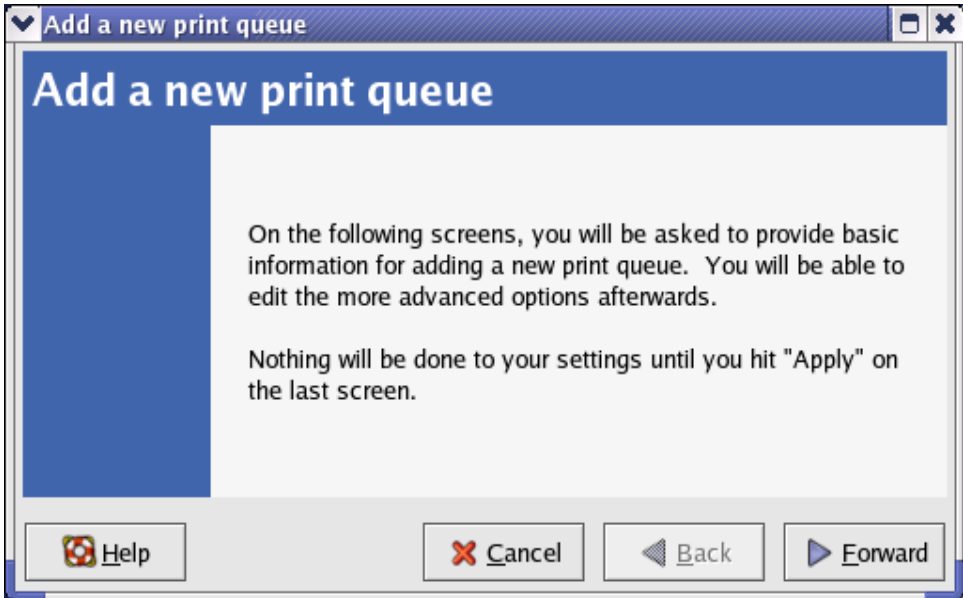 Add a new print queue
Add a new print queue
On the following screens, you will be asked to provide basic
information for adding a new print queue.  You will be able to
edit the more advanced options afterwards.
Nothing will be done to your settings until you hit "Apply" on
the last screen.
Help
Cancel
Back
Forward